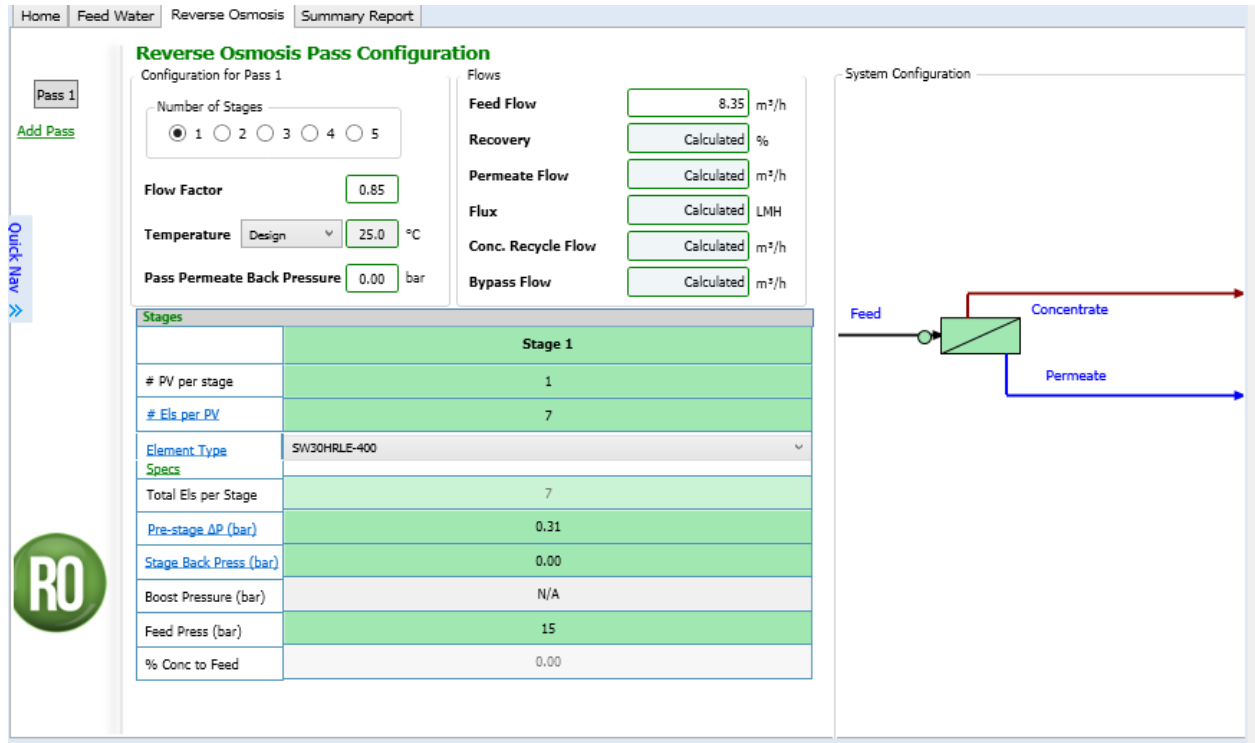 Home Feed Water Reverse Osmosis Summary Report
Reverse Osmosis Pass Configuration
Pass 1
Add Pass
Quick Nav »
Configuration for Pass 1
Number of Stages
1 2 3 4 5
Flow Factor 0.85
Temperature Design 25.0 °C
Pass Permeate Back Pressure 0.00 bar
Flows
Feed Flow 8.35 m³/h
Recovery Calculated %
Permeate Flow Calculated m³/h
Flux Calculated LMH
Conc. Recycle Flow Calculated m³/h
Bypass Flow Calculated m³/h
System Configuration
Feed
Concentrate
Permeate
Stages
Stage 1
# PV per stage 1
# Els per PV 7
Element Type SW30HRLE-400
Specs
Total Els per Stage 7
Pre-stage ΔP (bar) 0.31
Stage Back Press (bar) 0.00
Boost Pressure (bar) N/A
Feed Press (bar) 15
% Conc to Feed 0.00
RO